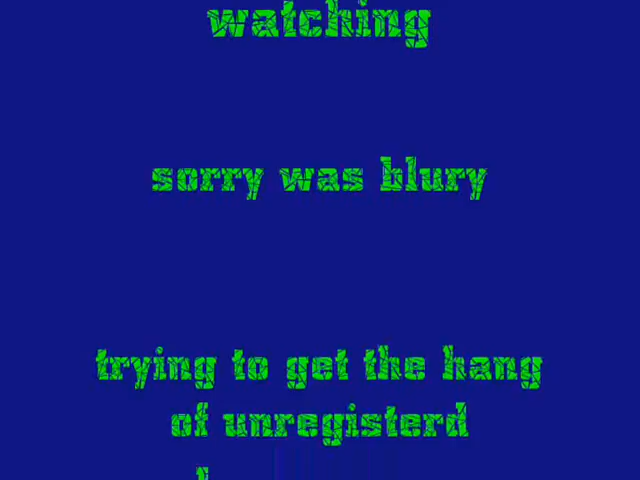 watching
sorry was blury
trying to get the hang
of unregisterd